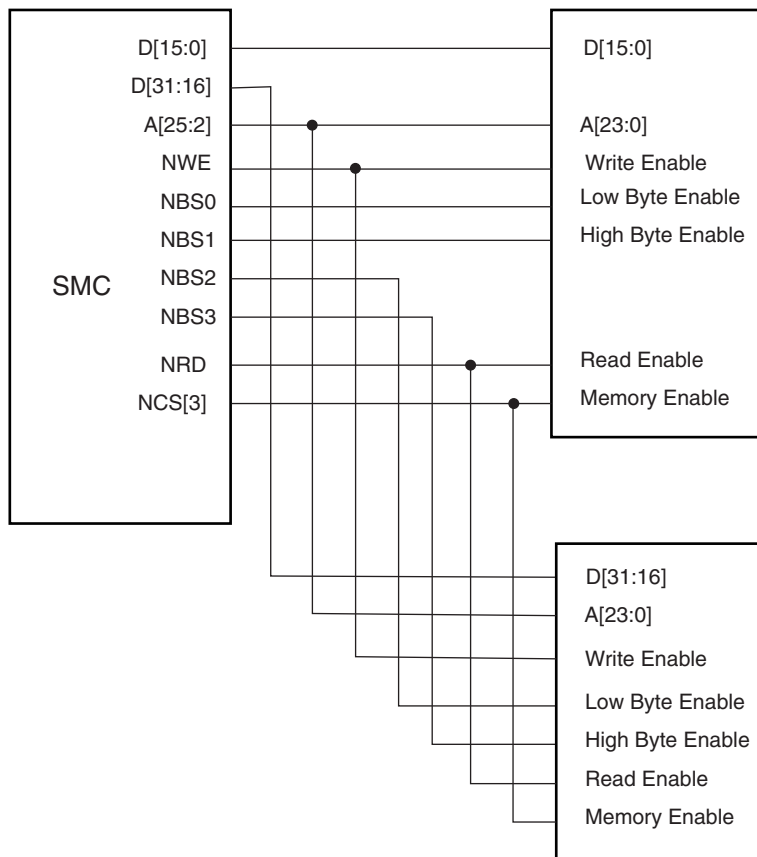 D[15:0]
D[31:16]
A[25:2]
NWE
NBS0
NBS1
NBS2
NBS3
NRD
NCS[3]
SMC
D[15:0]
A[23:0]
Write Enable
Low Byte Enable
High Byte Enable
Read Enable
Memory Enable
D[31:16]
A[23:0]
Write Enable
Low Byte Enable
High Byte Enable
Read Enable
Memory Enable